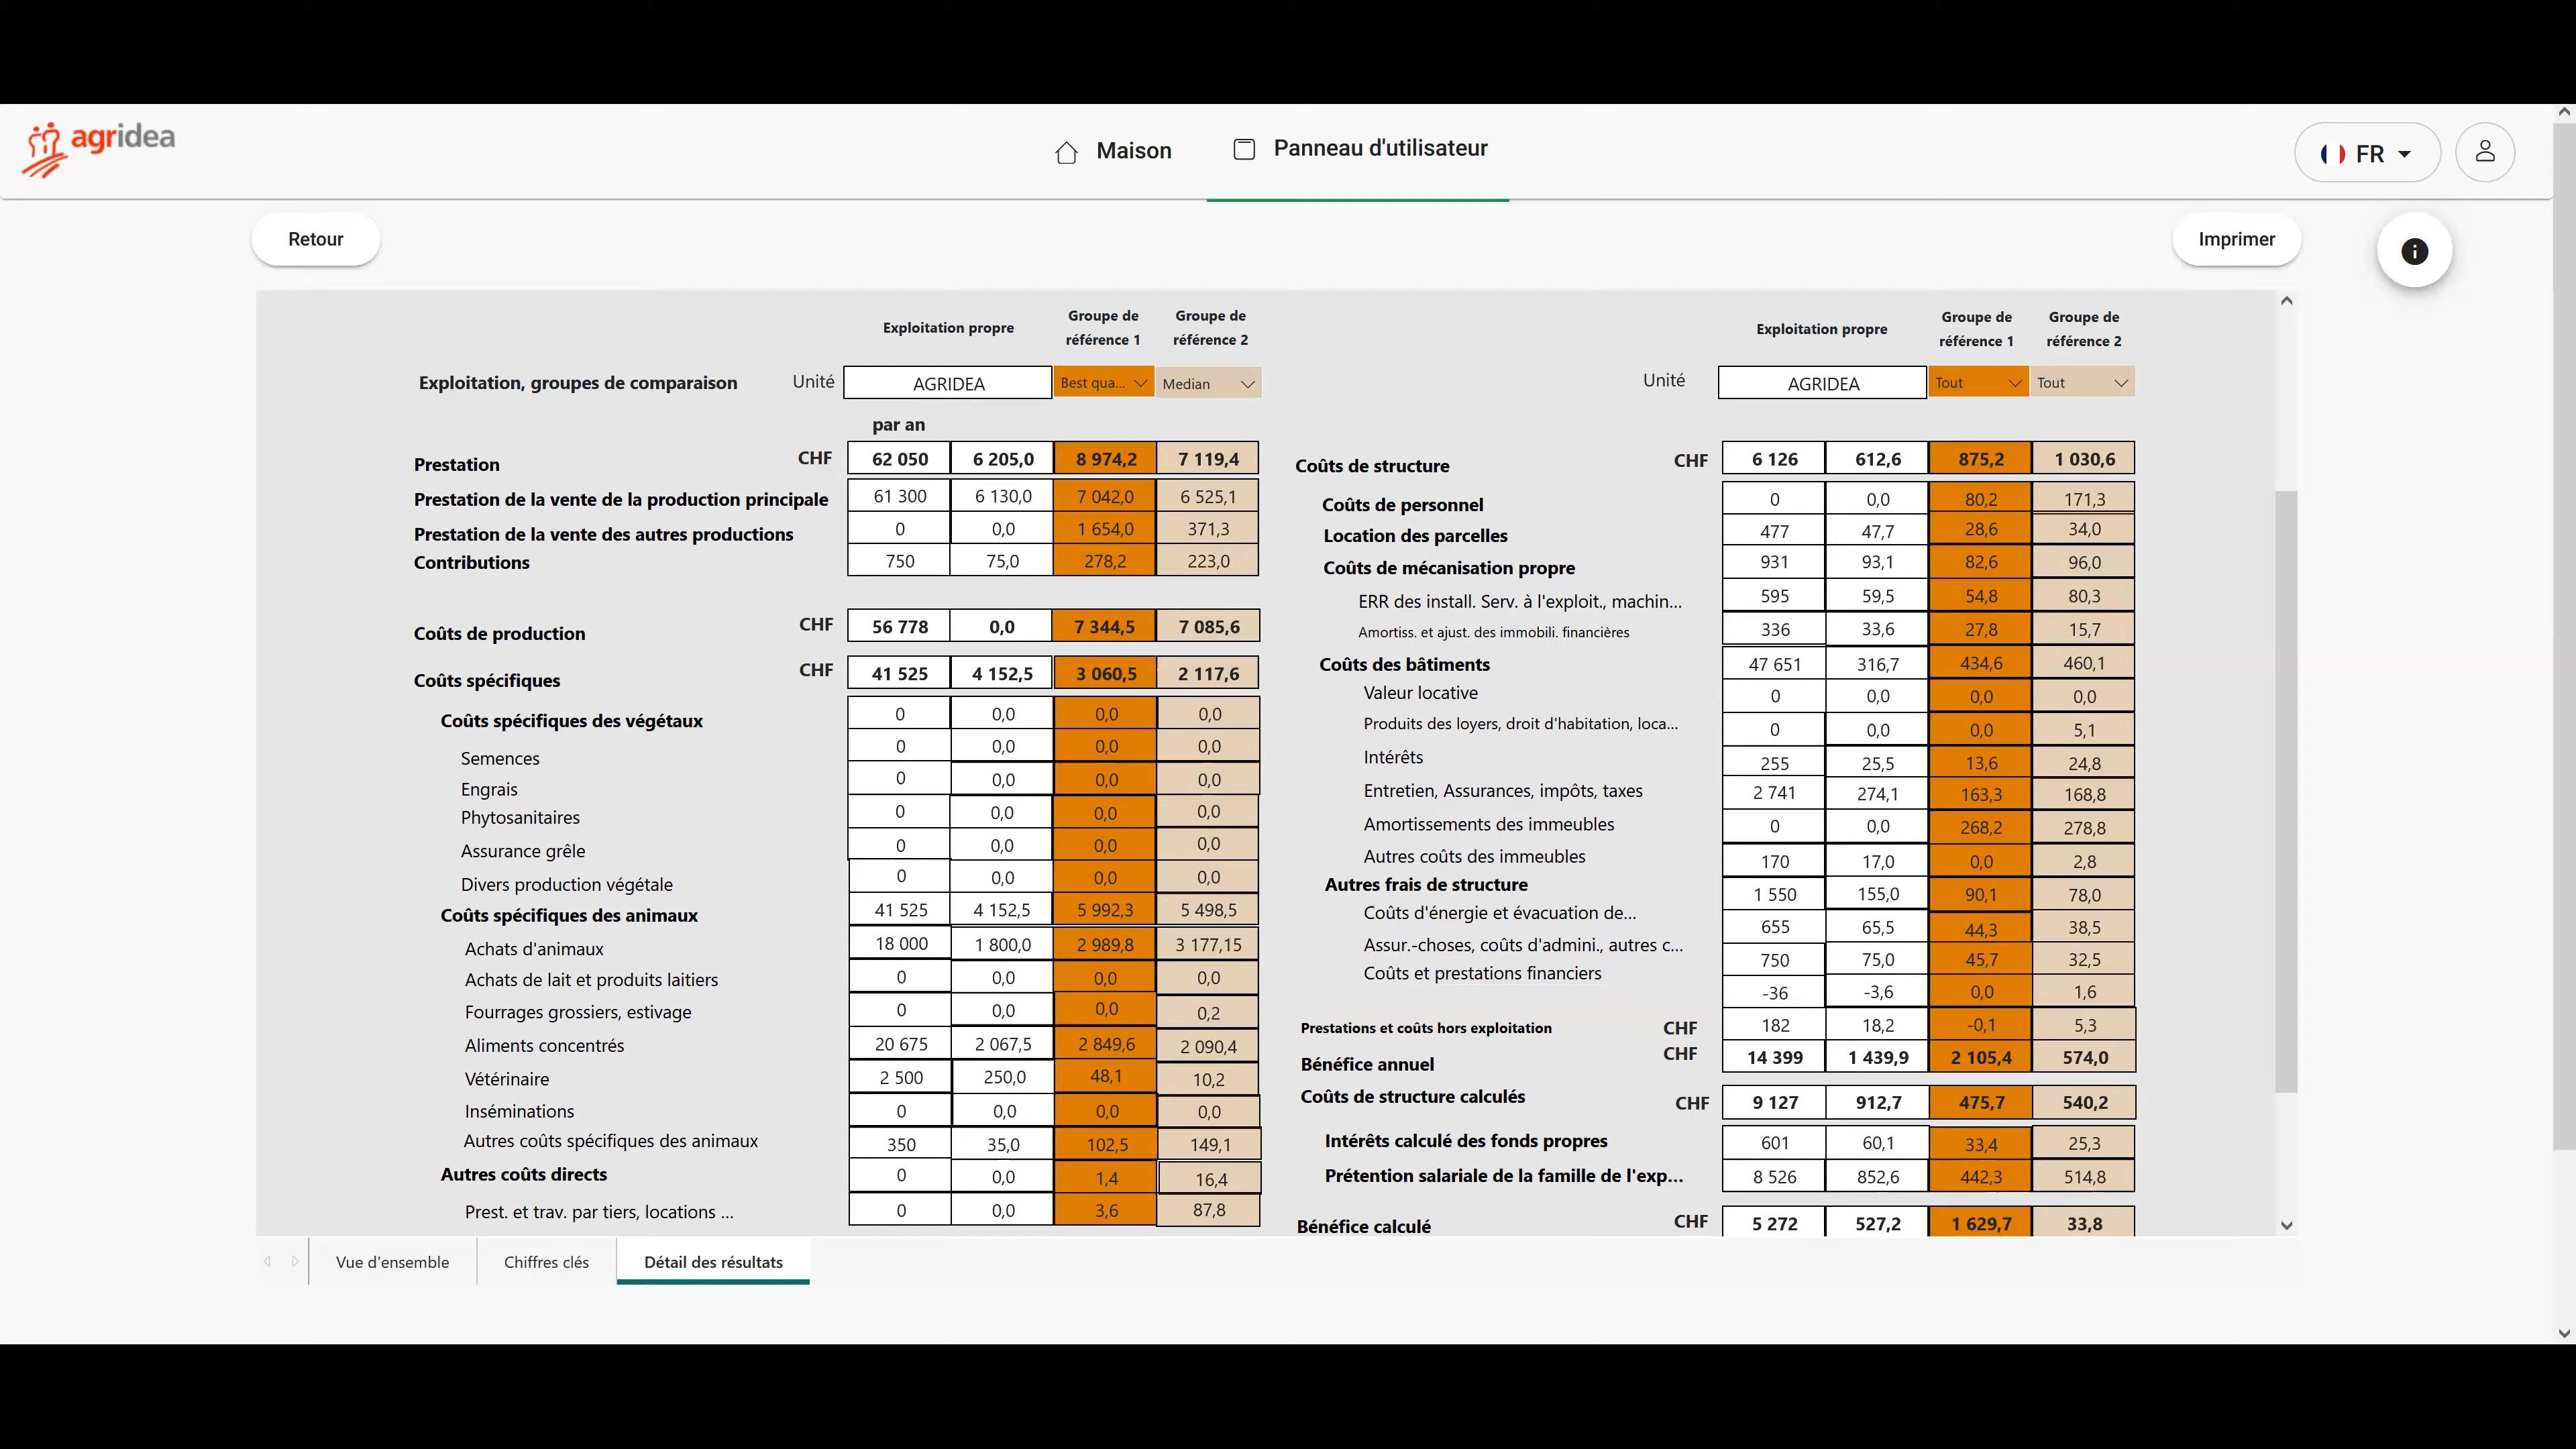 agridea
Maison
Panneau d'utilisateur
FR
Retour
Imprimer
Exploitation propre
Groupe de référence 1
Groupe de référence 2
Exploitation, groupes de comparaison Unité AGRIDEA Best qua... Median
par an
Prestation CHF 62 050 6 205,0 8 974,2 7 119,4
Prestation de la vente de la production principale 61 300 6 130,0 7 042,0 6 525,1
Prestation de la vente des autres productions 0 0,0 1 654,0 371,3
Contributions 750 75,0 278,2 223,0
Coûts de production CHF 56 778 0,0 7 344,5 7 085,6
Coûts spécifiques CHF 41 525 4 152,5 3 060,5 2 117,6
Coûts spécifiques des végétaux 0 0,0 0,0 0,0
Semences 0 0,0 0,0 0,0
Engrais 0 0,0 0,0 0,0
Phytosanitaires 0 0,0 0,0 0,0
Assurance grêle 0 0,0 0,0 0,0
Divers production végétale 0 0,0 0,0 0,0
Coûts spécifiques des animaux 41 525 4 152,5 5 992,3 5 498,5
Achats d'animaux 18 000 1 800,0 2 989,8 3 177,15
Achats de lait et produits laitiers 0 0,0 0,0 0,0
Fourrages grossiers, estivage 0 0,0 0,0 0,2
Aliments concentrés 20 675 2 067,5 2 849,6 2 090,4
Vétérinaire 2 500 250,0 48,1 10,2
Inséminations 0 0,0 0,0 0,0
Autres coûts spécifiques des animaux 350 35,0 102,5 149,1
Autres coûts directs 0 0,0 1,4 16,4
Prest. et trav. par tiers, locations ... 0 0,0 3,6 87,8
Exploitation propre
Groupe de référence 1
Groupe de référence 2
Unité AGRIDEA Tout Tout
Coûts de structure CHF 6 126 612,6 875,2 1 030,6
Coûts de personnel 0 0,0 80,2 171,3
Location des parcelles 477 47,7 28,6 34,0
Coûts de mécanisation propre 931 93,1 82,6 96,0
ERR des install. Serv. à l'exploit., machin... 595 59,5 54,8 80,3
Amortiss. et ajust. des immobili. financières 336 33,6 27,8 15,7
Coûts des bâtiments 47 651 316,7 434,6 460,1
Valeur locative 0 0,0 0,0 0,0
Produits des loyers, droit d'habitation, loca... 0 0,0 0,0 5,1
Intérêts 255 25,5 13,6 24,8
Entretien, Assurances, impôts, taxes 2 741 274,1 163,3 168,8
Amortissements des immeubles 0 0,0 268,2 278,8
Autres coûts des immeubles 170 17,0 0,0 2,8
Autres frais de structure 1 550 155,0 90,1 78,0
Coûts d'énergie et évacuation de... 655 65,5 44,3 38,5
Assur.-choses, coûts d'admini., autres c... 750 75,0 45,7 32,5
Coûts et prestations financiers -36 -3,6 0,0 1,6
Prestations et coûts hors exploitation CHF 182 18,2 -0,1 5,3
Bénéfice annuel CHF 14 399 1 439,9 2 105,4 574,0
Coûts de structure calculés CHF 9 127 912,7 475,7 540,2
Intérêts calculé des fonds propres 601 60,1 33,4 25,3
Prétention salariale de la famille de l'exp... 8 526 852,6 442,3 514,8
Bénéfice calculé CHF 5 272 527,2 1 629,7 33,8
Vue d'ensemble
Chiffres clés
Détail des résultats